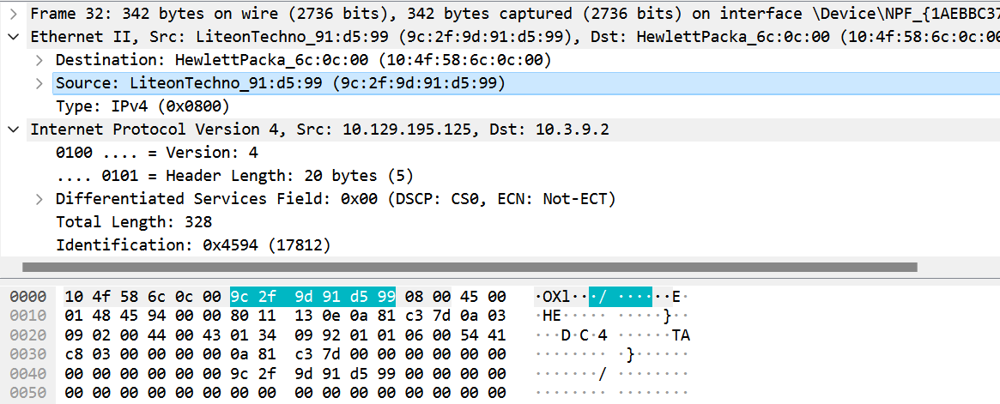 Frame 32: 342 bytes on wire (2736 bits), 342 bytes captured (2736 bits) on interface \Device\NPF_{1AEBBC37
Ethernet II, Src: LiteonTechno_91:d5:99 (9c:2f:9d:91:d5:99), Dst: HewlettPacka_6c:0c:00 (10:4f:58:6c:0c:00
Destination: HewlettPacka_6c:0c:00 (10:4f:58:6c:0c:00)
Source: LiteonTechno_91:d5:99 (9c:2f:9d:91:d5:99)
Type: IPv4 (0x0800)
Internet Protocol Version 4, Src: 10.129.195.125, Dst: 10.3.9.2
0100 .... = Version: 4
.... 0101 = Header Length: 20 bytes (5)
Differentiated Services Field: 0x00 (DSCP: CS0, ECN: Not-ECT)
Total Length: 328
Identification: 0x4594 (17812)
0000 10 4f 58 6c 0c 00 9c 2f 9d 91 d5 99 08 00 45 00 ·OXl···/ ······E·
0010 01 48 45 94 00 00 80 11 13 0e 0a 81 c3 7d 0a 03 ·HE····· ·····}··
0020 09 02 00 44 00 43 01 34 09 92 01 01 06 00 54 41 ···D·C·4 ······TA
0030 c8 03 00 00 00 00 0a 81 c3 7d 00 00 00 00 00 00 ········ ·}······
0040 00 00 00 00 00 00 9c 2f 9d 91 d5 99 00 00 00 00 ·······/ ········
0050 00 00 00 00 00 00 00 00 00 00 00 00 00 00 00 00 ········ ········